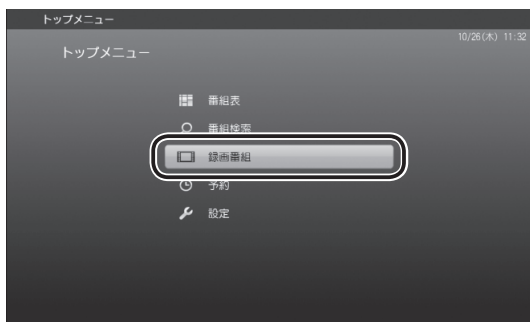 トップメニュー
10/26(木) 11:32
トップメニュー
番組表
番組検索
録画番組
予約
設定